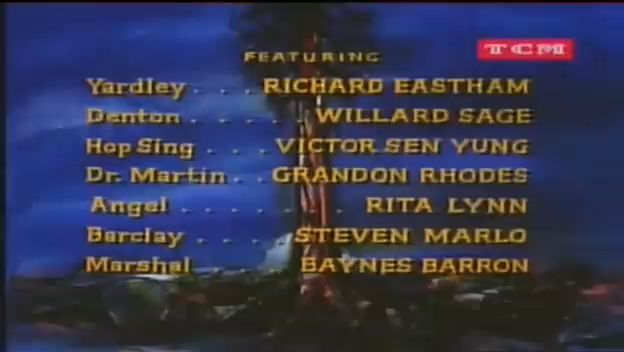 FEATURING
TCM
Yardley . . . RICHARD EASTHAM
Denton . . . . . WILLARD SAGE
Hop Sing . . . VICTOR SEN YUNG
Dr. Martin . . GRANDON RHODES
Angel . . . . . . . RITA LYNN
Barclay . . . . STEVEN MARLO
Marshal BAYNES BARRON